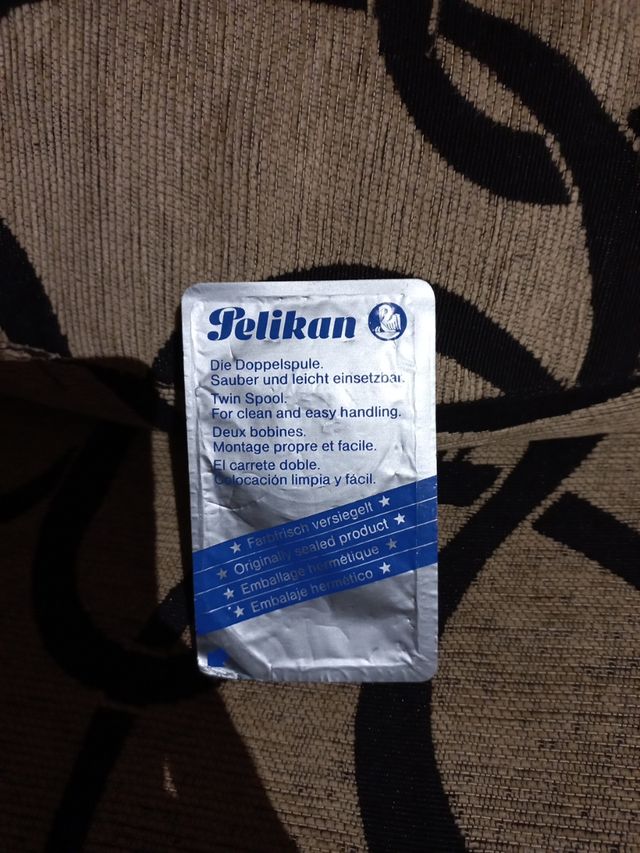 Pelikan
Die Doppelspule.
Sauber und leicht einsetzbar.
Twin Spool.
For clean and easy handling.
Deux bobines.
Montage propre et facile.
El carrete doble.
Colocación limpia y fácil.
★ Farbfrisch versiegelt ★
★ Originally sealed product ★
★ Emballage hermétique ★
★ Embalaje hermético ★